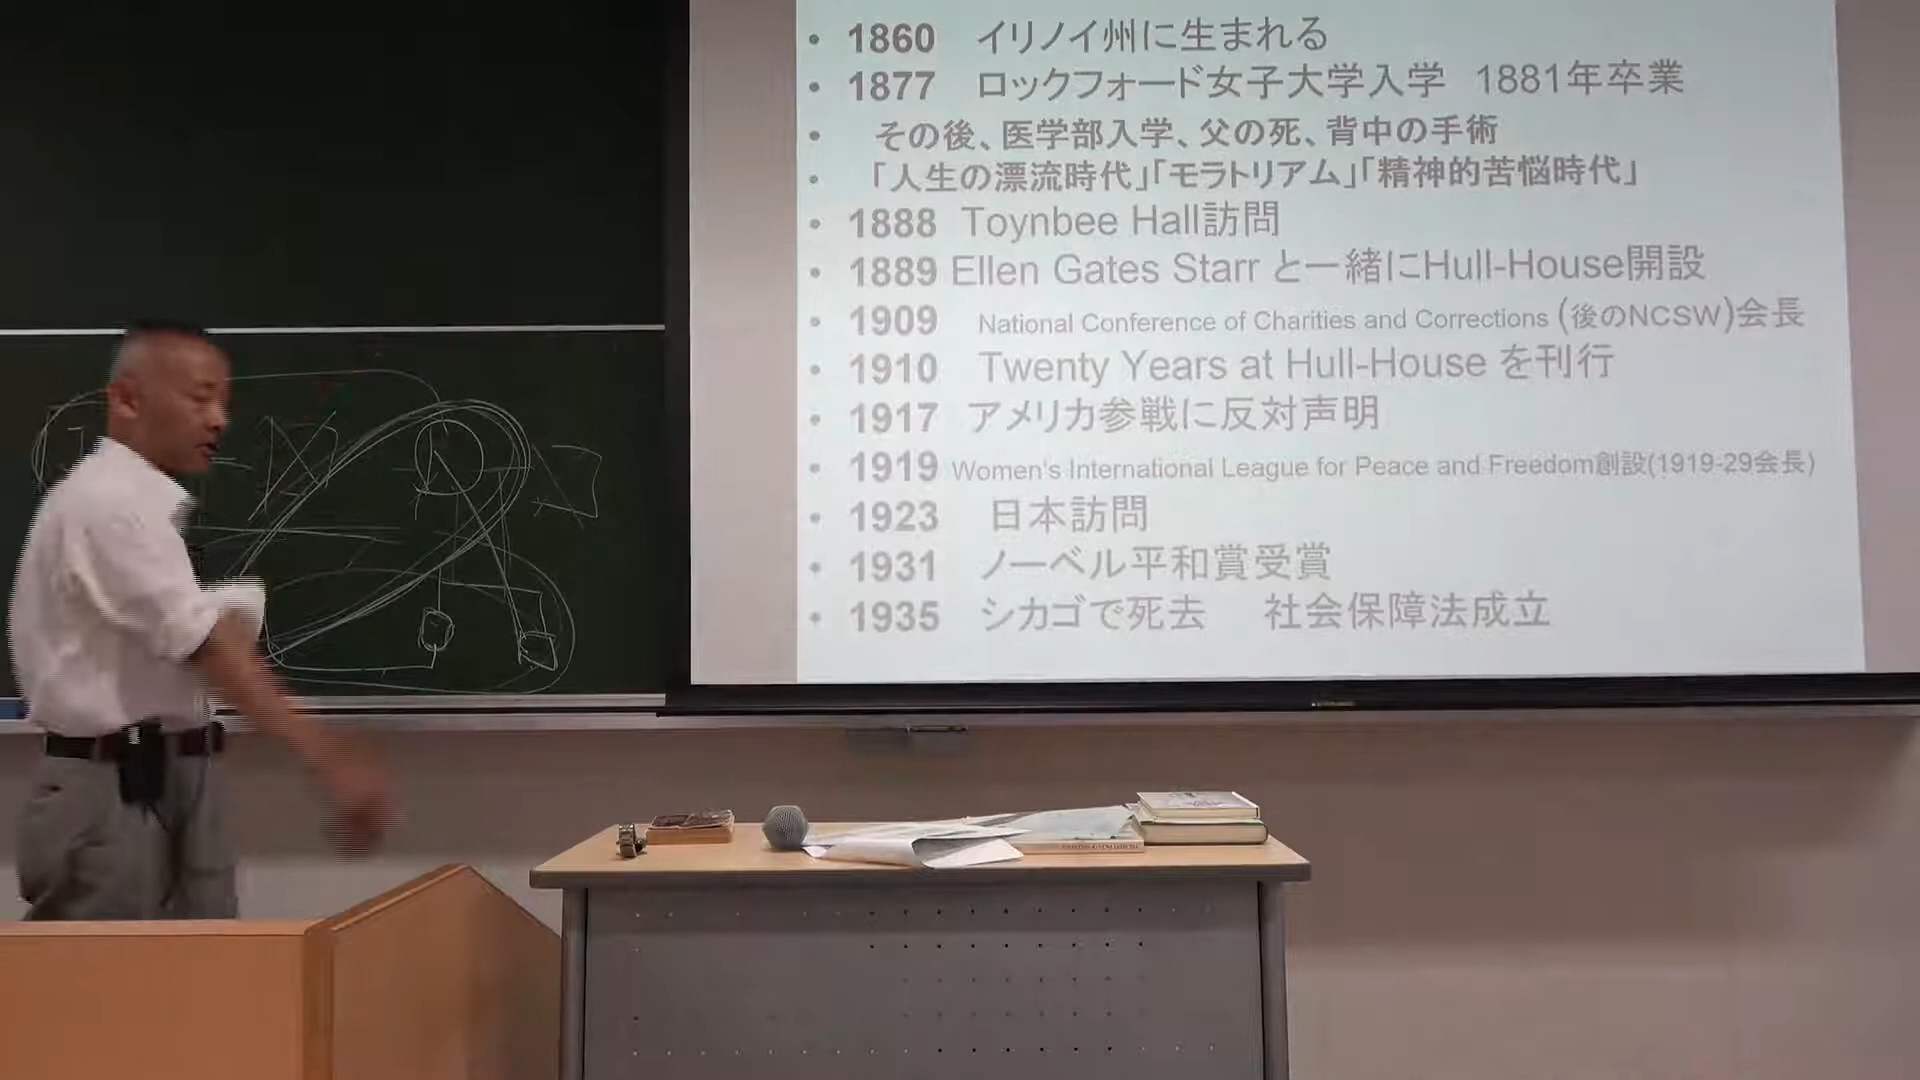 • 1860 イリノイ州に生まれる
• 1877 ロックフォード女子大学入学 1881年卒業
• その後、医学部入学、父の死、背中の手術
• 「人生の漂流時代」「モラトリアム」「精神的苦悩時代」
• 1888 Toynbee Hall訪問
• 1889 Ellen Gates Starr と一緒にHull-House開設
• 1909 National Conference of Charities and Corrections (後のNCSW)会長
• 1910 Twenty Years at Hull-House を刊行
• 1917 アメリカ参戦に反対声明
• 1919 Women's International League for Peace and Freedom創設(1919-29会長)
• 1923 日本訪問
• 1931 ノーベル平和賞受賞
• 1935 シカゴで死去 社会保障法成立